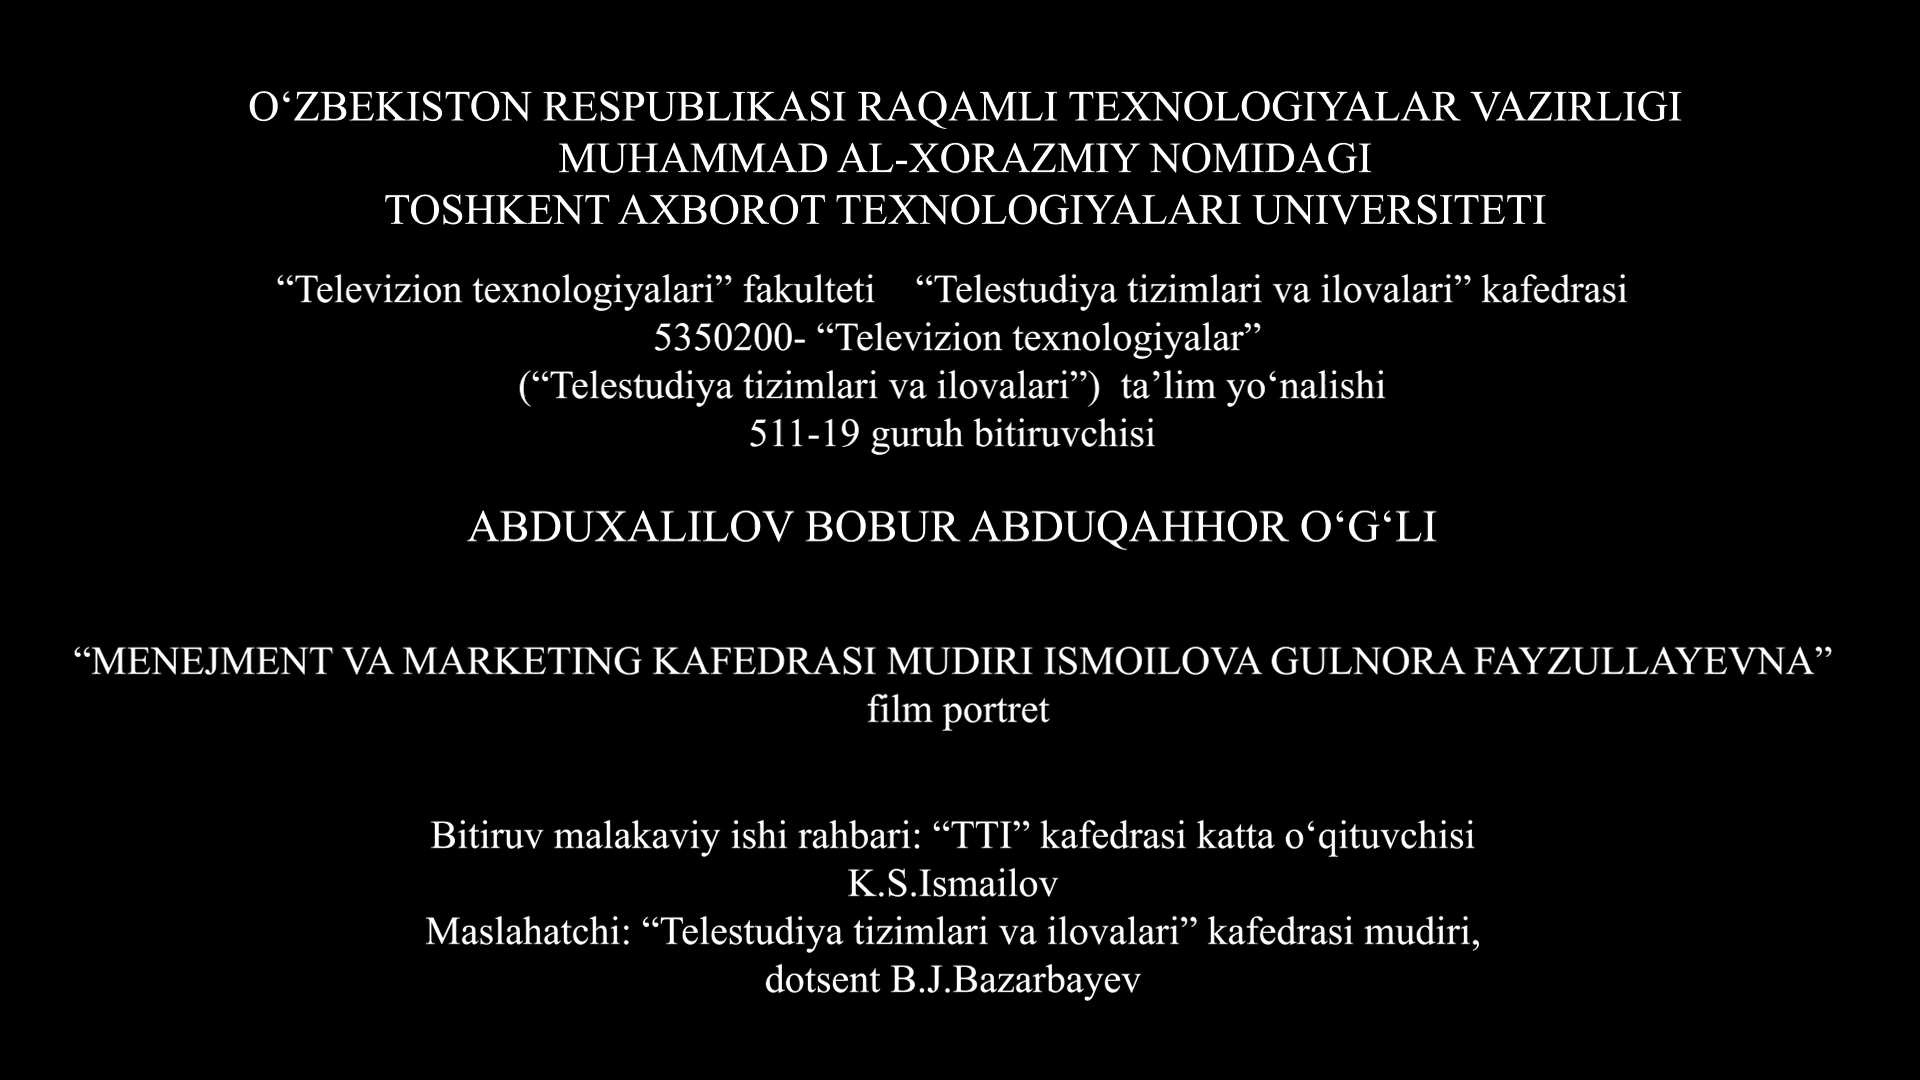 O‘ZBEKISTON RESPUBLIKASI RAQAMLI TEXNOLOGIYALAR VAZIRLIGI
MUHAMMAD AL-XORAZMIY NOMIDAGI
TOSHKENT AXBOROT TEXNOLOGIYALARI UNIVERSITETI
“Televizion texnologiyalari” fakulteti “Telestudiya tizimlari va ilovalari” kafedrasi
5350200- “Televizion texnologiyalar”
(“Telestudiya tizimlari va ilovalari”) ta’lim yo‘nalishi
511-19 guruh bitiruvchisi
ABDUXALILOV BOBUR ABDUQAHHOR O‘G‘LI
“MENEJMENT VA MARKETING KAFEDRASI MUDIRI ISMOILOVA GULNORA FAYZULLAYEVNA”
film portret
Bitiruv malakaviy ishi rahbari: “TTI” kafedrasi katta o‘qituvchisi
K.S.Ismailov
Maslahatchi: “Telestudiya tizimlari va ilovalari” kafedrasi mudiri,
dotsent B.J.Bazarbayev